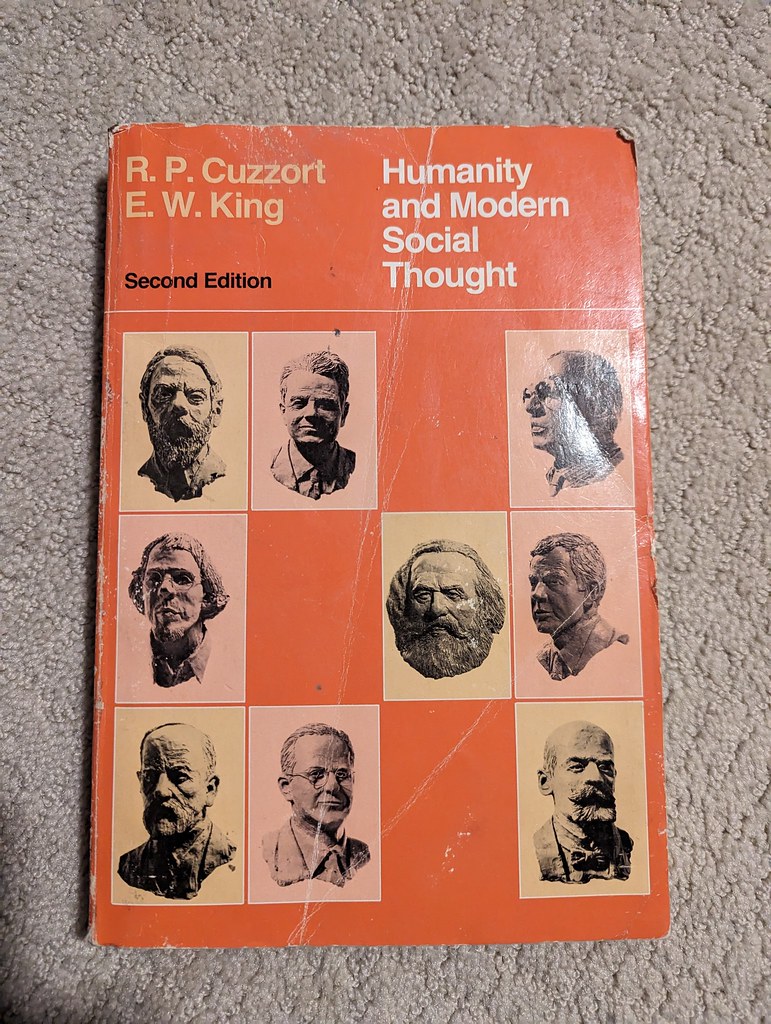 R. P. Cuzzort
E. W. King
Second Edition
Humanity
and Modern
Social
Thought